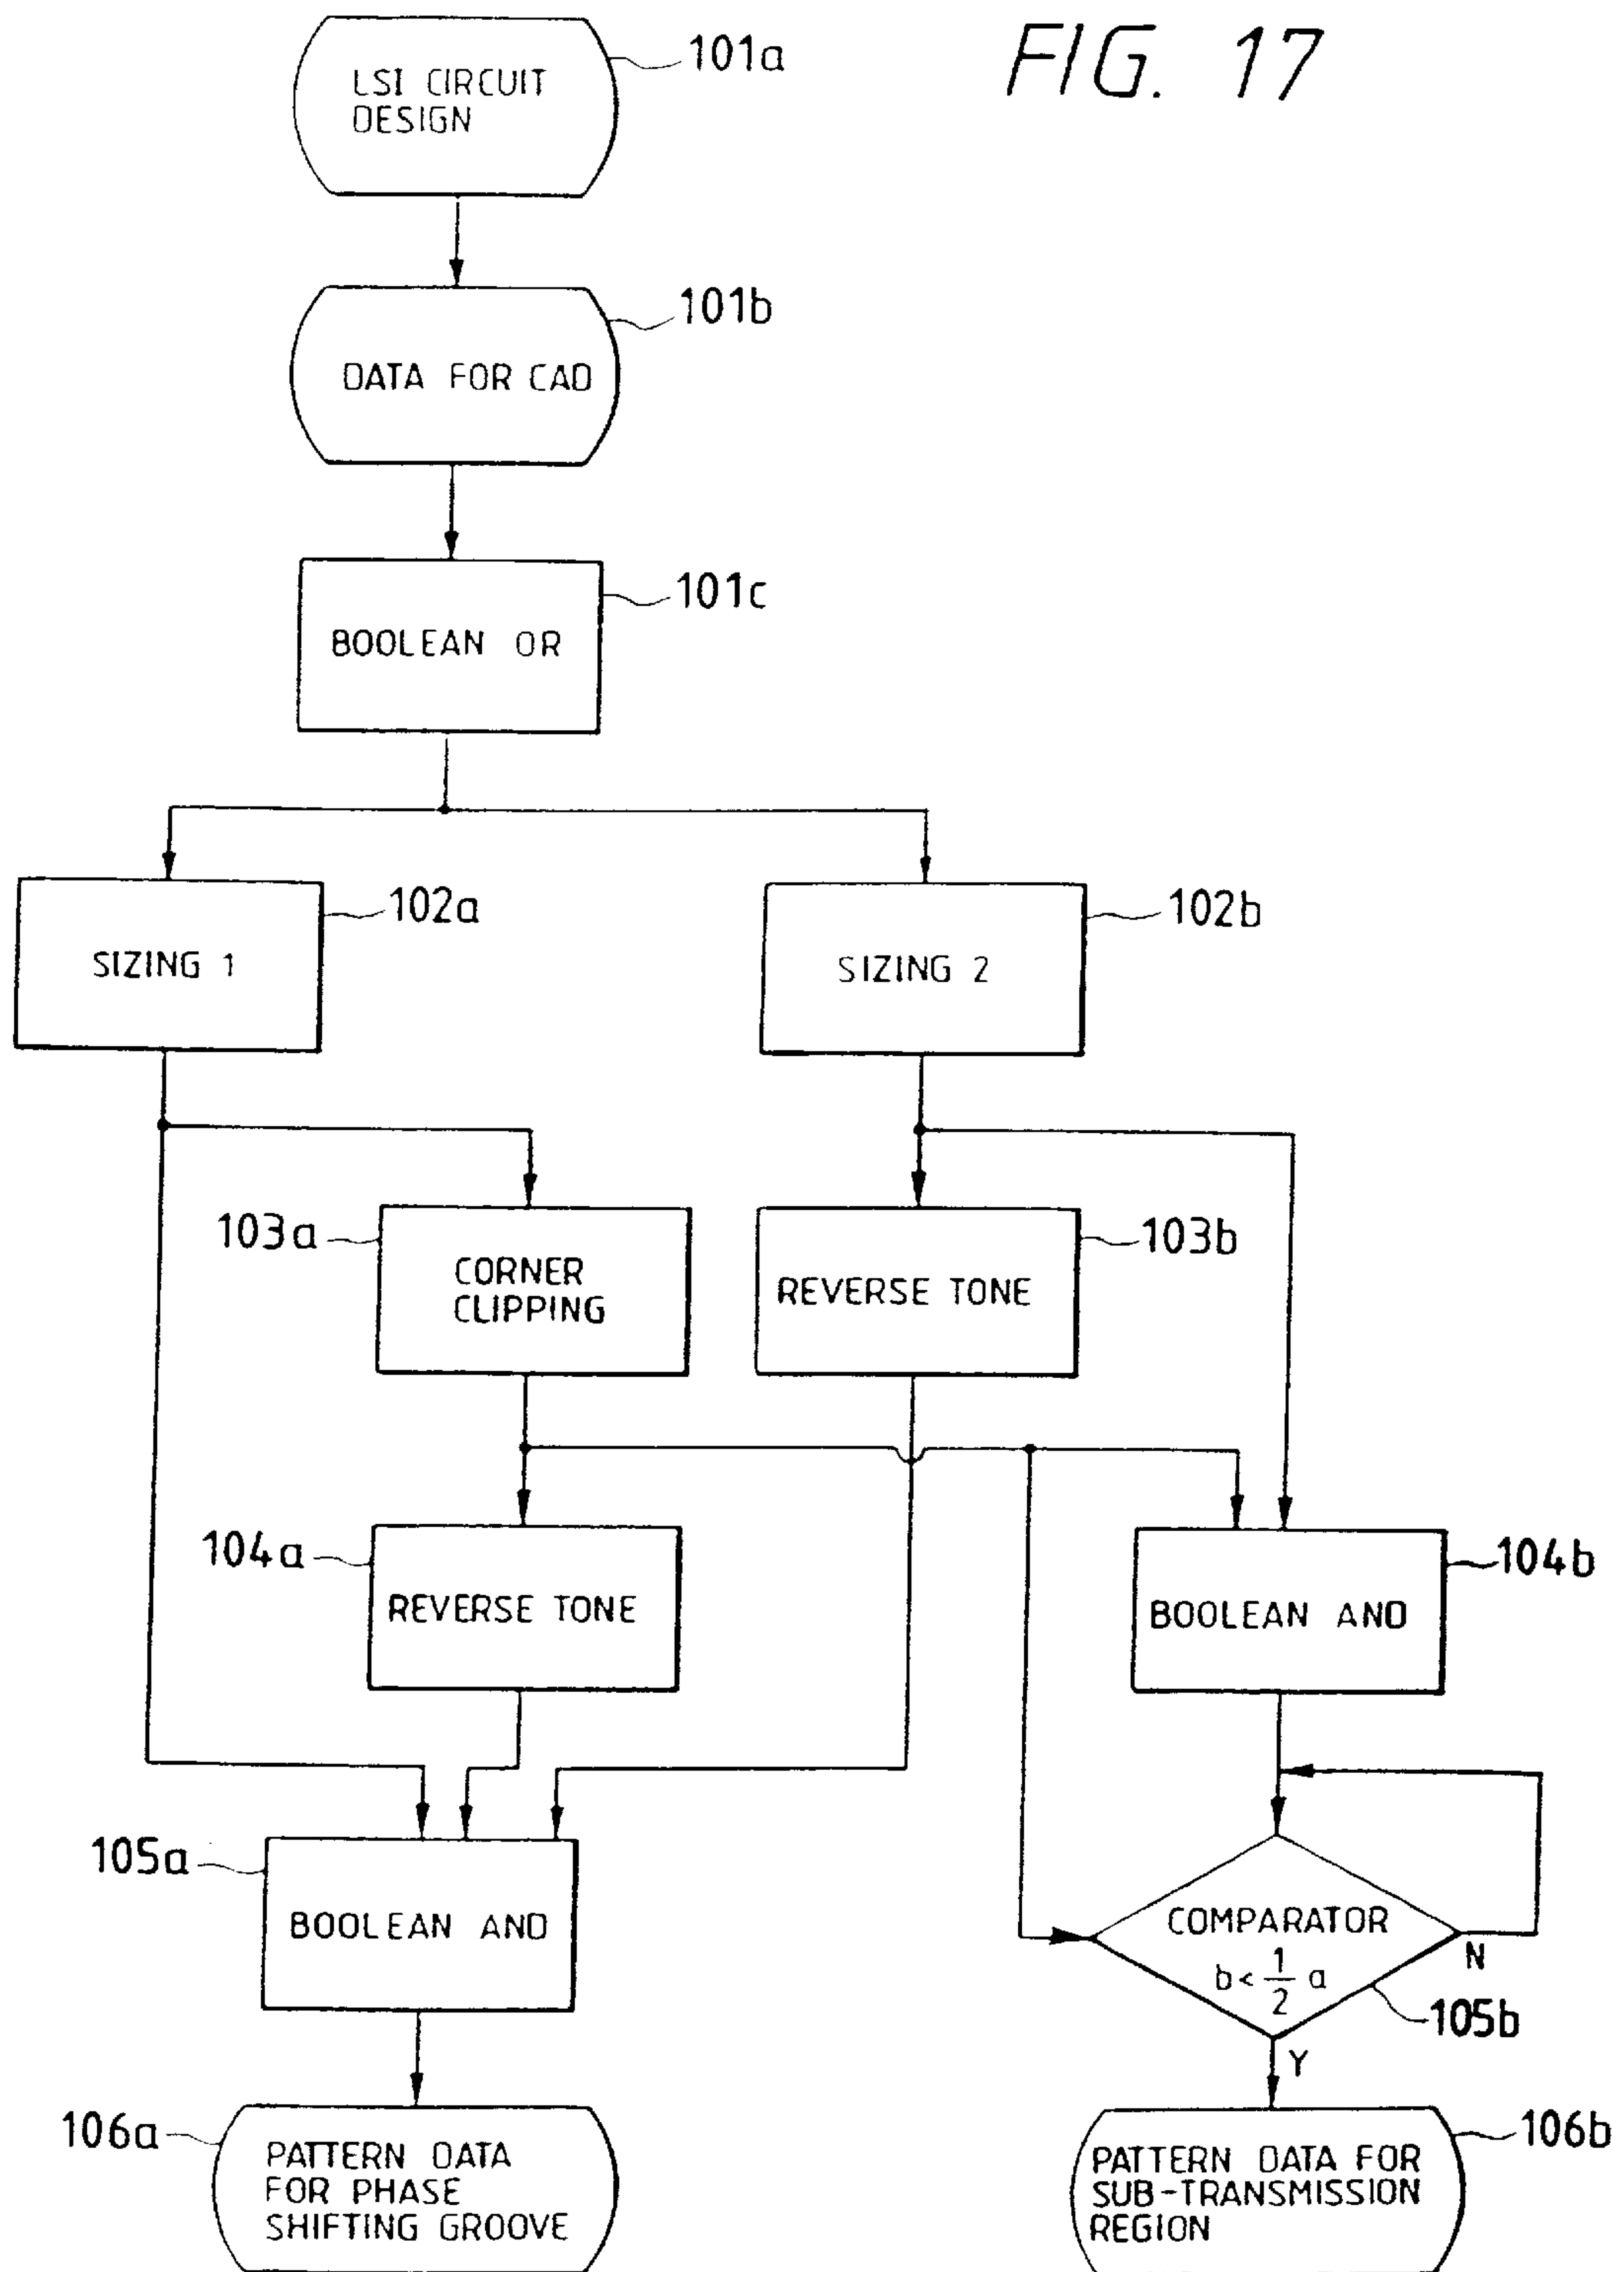 FIG. 17
101a
LSI CIRCUIT
DESIGN
101b
DATA FOR CAD
101c
BOOLEAN OR
102a
SIZING 1
102b
SIZING 2
103a
CORNER
CLIPPING
103b
REVERSE TONE
104a
REVERSE TONE
104b
BOOLEAN AND
105a
BOOLEAN AND
COMPARATOR
b < 1/2 a
N
105b
Y
106a
PATTERN DATA
FOR PHASE
SHIFTING GROOVE
106b
PATTERN DATA FOR
SUB-TRANSMISSION
REGION